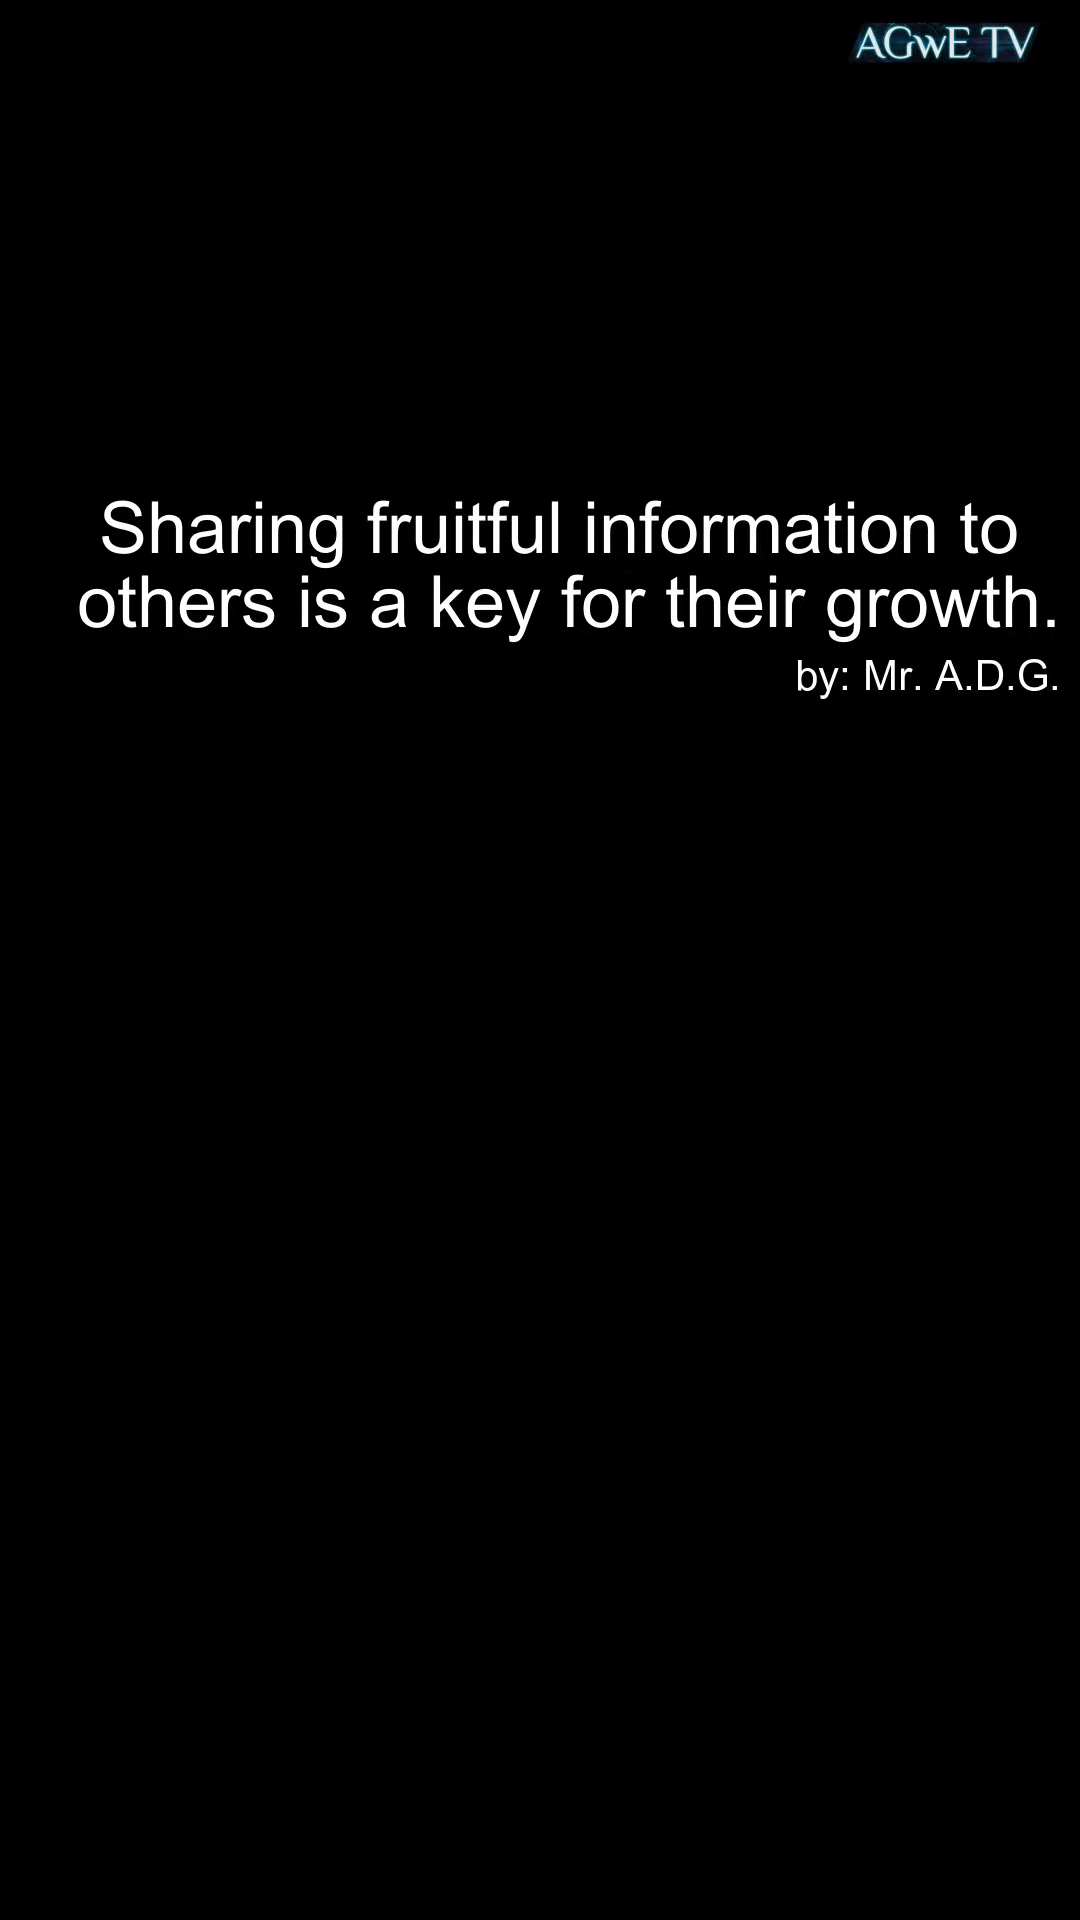 AGwE TV
Sharing fruitful information to
others is a key for their growth.
by: Mr. A.D.G.